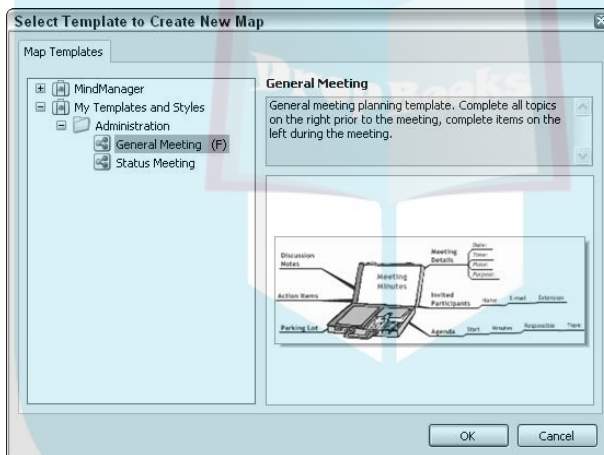 Select Template to Create New Map
Map Templates
MindManager
My Templates and Styles
Administration
General Meeting (F)
Status Meeting
General Meeting
General meeting planning template. Complete all topics
on the right prior to the meeting, complete items on the
left during the meeting.
Discussion
Notes
Action Items
Parking Lot
Meeting
Minutes
Meeting
Details
Date:
Time:
Place:
Purpose:
Invited
Participants
Name
E-mail
Extension
Agenda
Start
Minutes
Responsible
Topic
OK
Cancel